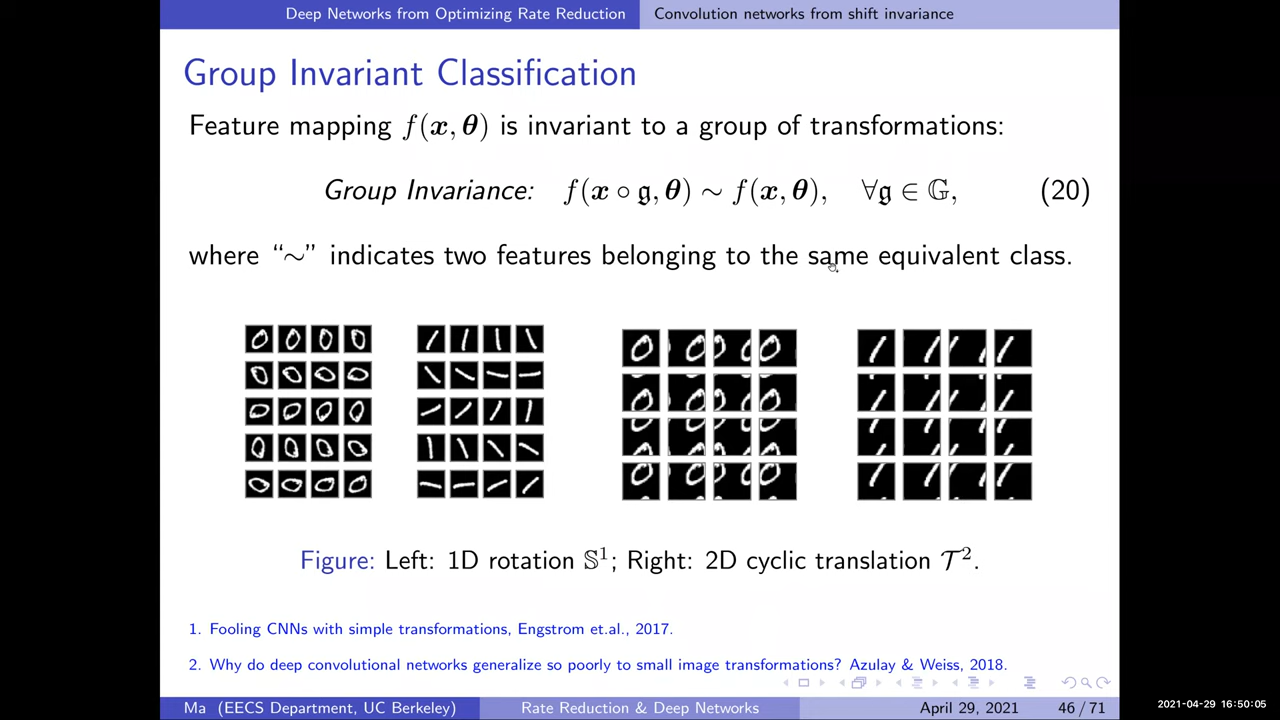 Deep Networks from Optimizing Rate Reduction Convolution networks from shift invariance
Group Invariant Classification
Feature mapping f(x, θ) is invariant to a group of transformations:
Group Invariance: f(x ∘ 𝔤, θ) ∼ f(x, θ), ∀𝔤 ∈ 𝔾, (20)
where “∼” indicates two features belonging to the same equivalent class.
Figure: Left: 1D rotation 𝕊¹; Right: 2D cyclic translation 𝒯².
1. Fooling CNNs with simple transformations, Engstrom et.al., 2017.
2. Why do deep convolutional networks generalize so poorly to small image transformations? Azulay & Weiss, 2018.
Ma (EECS Department, UC Berkeley) Rate Reduction & Deep Networks April 29, 2021 46 / 71
2021-04-29 16:50:05